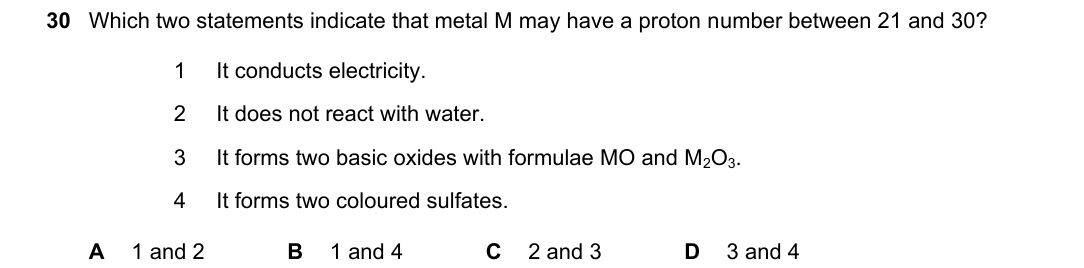 30 Which two statements indicate that metal M may have a proton number between 21 and 30?
1 It conducts electricity.
2 It does not react with water.
3 It forms two basic oxides with formulae MO and M₂O₃.
4 It forms two coloured sulfates.
A 1 and 2 B 1 and 4 C 2 and 3 D 3 and 4